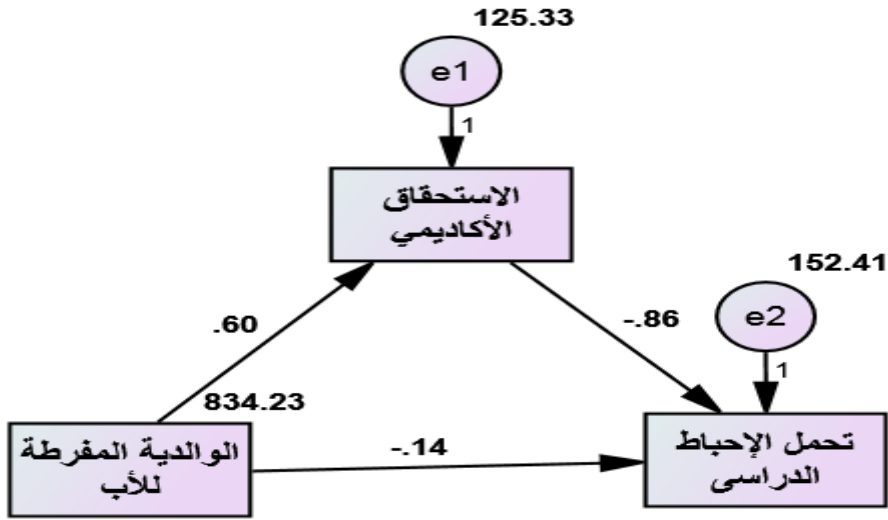 125.33
e1
1
الاستحقاق
الأكاديمي
152.41
e2
-.86
.60
1
834.23
الوالدية المفرطة
للأب
-.14
تحمل الإحباط
الدراسى